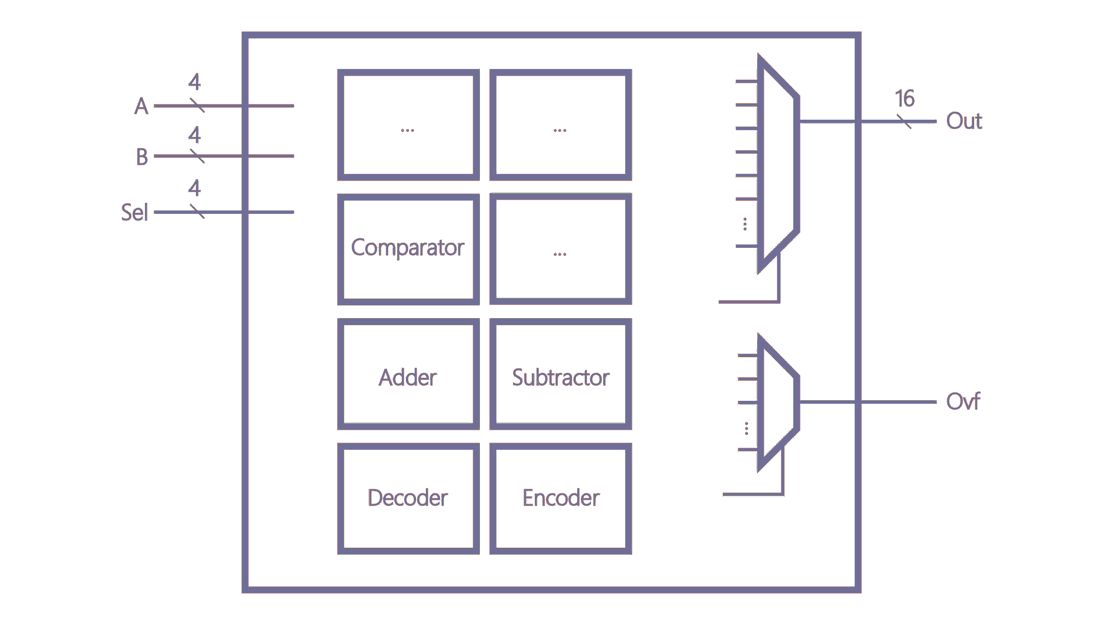 4
A
4
B
4
Sel
...
...
Comparator
...
Adder
Subtractor
Decoder
Encoder
...
16
Out
...
Ovf